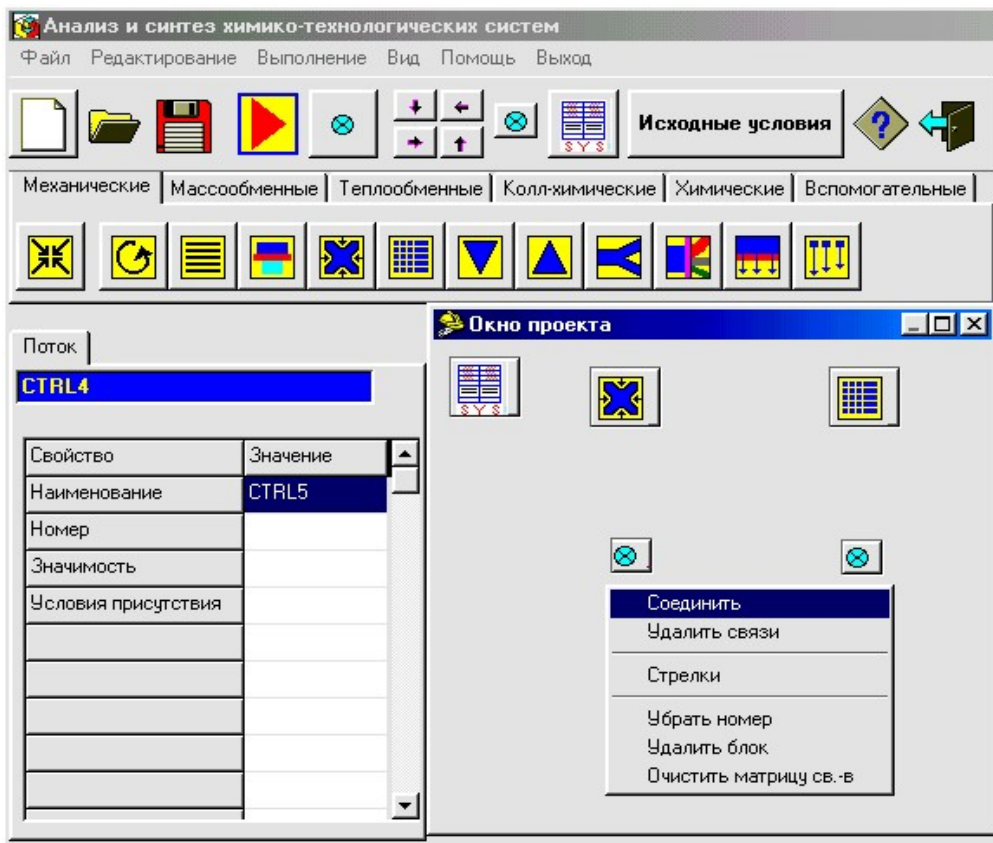 Анализ и синтез химико-технологических систем
Файл Редактирование Выполнение Вид Помощь Выход
SYS Исходные условия ?
Механические Массообменные Теплообменные Колл-химические Химические Вспомогательные
Поток
CTRL4
Свойство Значение
Наименование CTRL5
Номер
Значимость
Условия присутствия
Окно проекта
SYS
Соединить
Удалить связи
Стрелки
Убрать номер
Удалить блок
Очистить матрицу св.-в